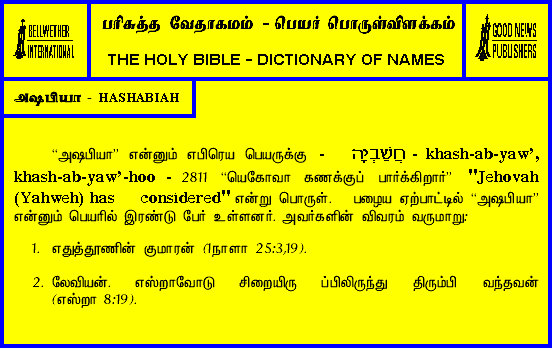 BELLWETHER
INTERNATIONAL
பரிசுத்த வேதாகமம் - பெயர் பொருள்விளக்கம்
THE HOLY BIBLE - DICTIONARY OF NAMES
GOOD NEWS
PUBLISHERS
அஷபியா - HASHABIAH
“அஷபியா” என்னும் எபிரெய பெயருக்கு - חֲשַׁבְיָה - khash-ab-yaw’,
khash-ab-yaw’-hoo - 2811 “யெகோவா கணக்குப் பார்க்கிறார்” "Jehovah
(Yahweh) has considered" என்று பொருள். பழைய ஏற்பாட்டில் “அஷபியா”
என்னும் பெயரில் இரண்டு பேர் உள்ளனர். அவர்களின் விவரம் வருமாறு:
1. எதுத்தூணின் குமாரன் (1நாளா 25:3,19).
2. லேவியன். எஸ்றாவோடு சிறையிரு ப்பிலிருந்து திரும்பி வந்தவன்
(எஸ்றா 8:19).